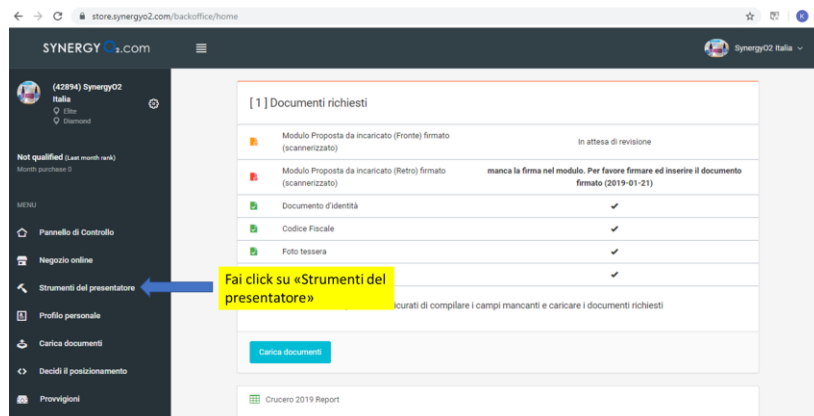 store.synergyo2.com/backoffice/home
K
SYNERGY O2.com
SynergyO2 Italia
(42894) SynergyO2
Italia
Elite
Diamond
Not qualified (Last month rank)
Month purchase 0
MENU
Pannello di Controllo
Negozio online
Strumenti del presentatore
Profilo personale
Carica documenti
Decidi il posizionamento
Provvigioni
[ 1 ] Documenti richiesti
Modulo Proposta da incaricato (Fronte) firmato
(scannerizzato)
In attesa di revisione
Modulo Proposta da incaricato (Retro) firmato
(scannerizzato)
manca la firma nel modulo. Per favore firmare ed inserire il documento
firmato (2019-01-21)
Documento d'identità
Codice Fiscale
Foto tessera
Fai click su «Strumenti del
presentatore»
icurati di compilare i campi mancanti e caricare i documenti richiesti
Carica documenti
Crucero 2019 Report